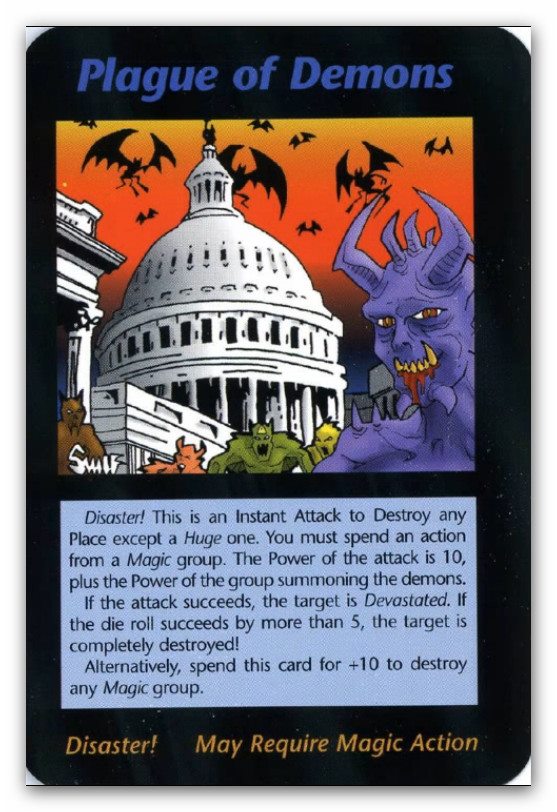 Plague of Demons
Disaster! This is an Instant Attack to Destroy any
Place except a Huge one. You must spend an action
from a Magic group. The Power of the attack is 10,
plus the Power of the group summoning the demons.
If the attack succeeds, the target is Devastated. If
the die roll succeeds by more than 5, the target is
completely destroyed!
Alternatively, spend this card for +10 to destroy
any Magic group.
Disaster! May Require Magic Action